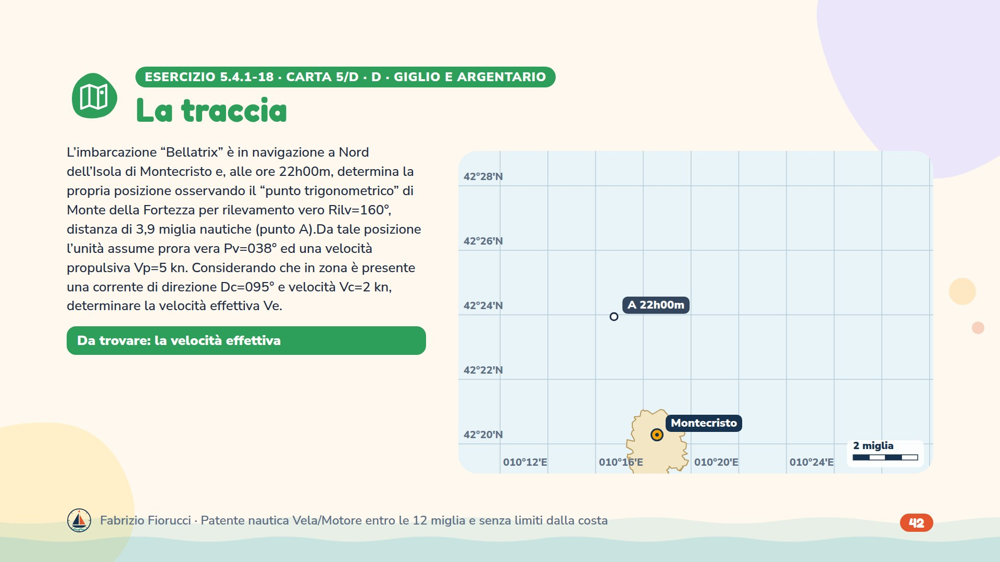 ESERCIZIO 5.4.1-18 · CARTA 5/D · D · GIGLIO E ARGENTARIO
La traccia
L’imbarcazione “Bellatrix” è in navigazione a Nord
dell’Isola di Montecristo e, alle ore 22h00m, determina la
propria posizione osservando il “punto trigonometrico” di
Monte della Fortezza per rilevamento vero Rilv=160°,
distanza di 3,9 miglia nautiche (punto A).Da tale posizione
l’unità assume prora vera Pv=038° ed una velocità
propulsiva Vp=5 kn. Considerando che in zona è presente
una corrente di direzione Dc=095° e velocità Vc=2 kn,
determinare la velocità effettiva Ve.
Da trovare: la velocità effettiva
42°28'N
42°26'N
42°24'N
A 22h00m
42°22'N
Montecristo
42°20'N
2 miglia
010°12'E
010°16'E
010°20'E
010°24'E
Fabrizio Fiorucci · Patente nautica Vela/Motore entro le 12 miglia e senza limiti dalla costa
42